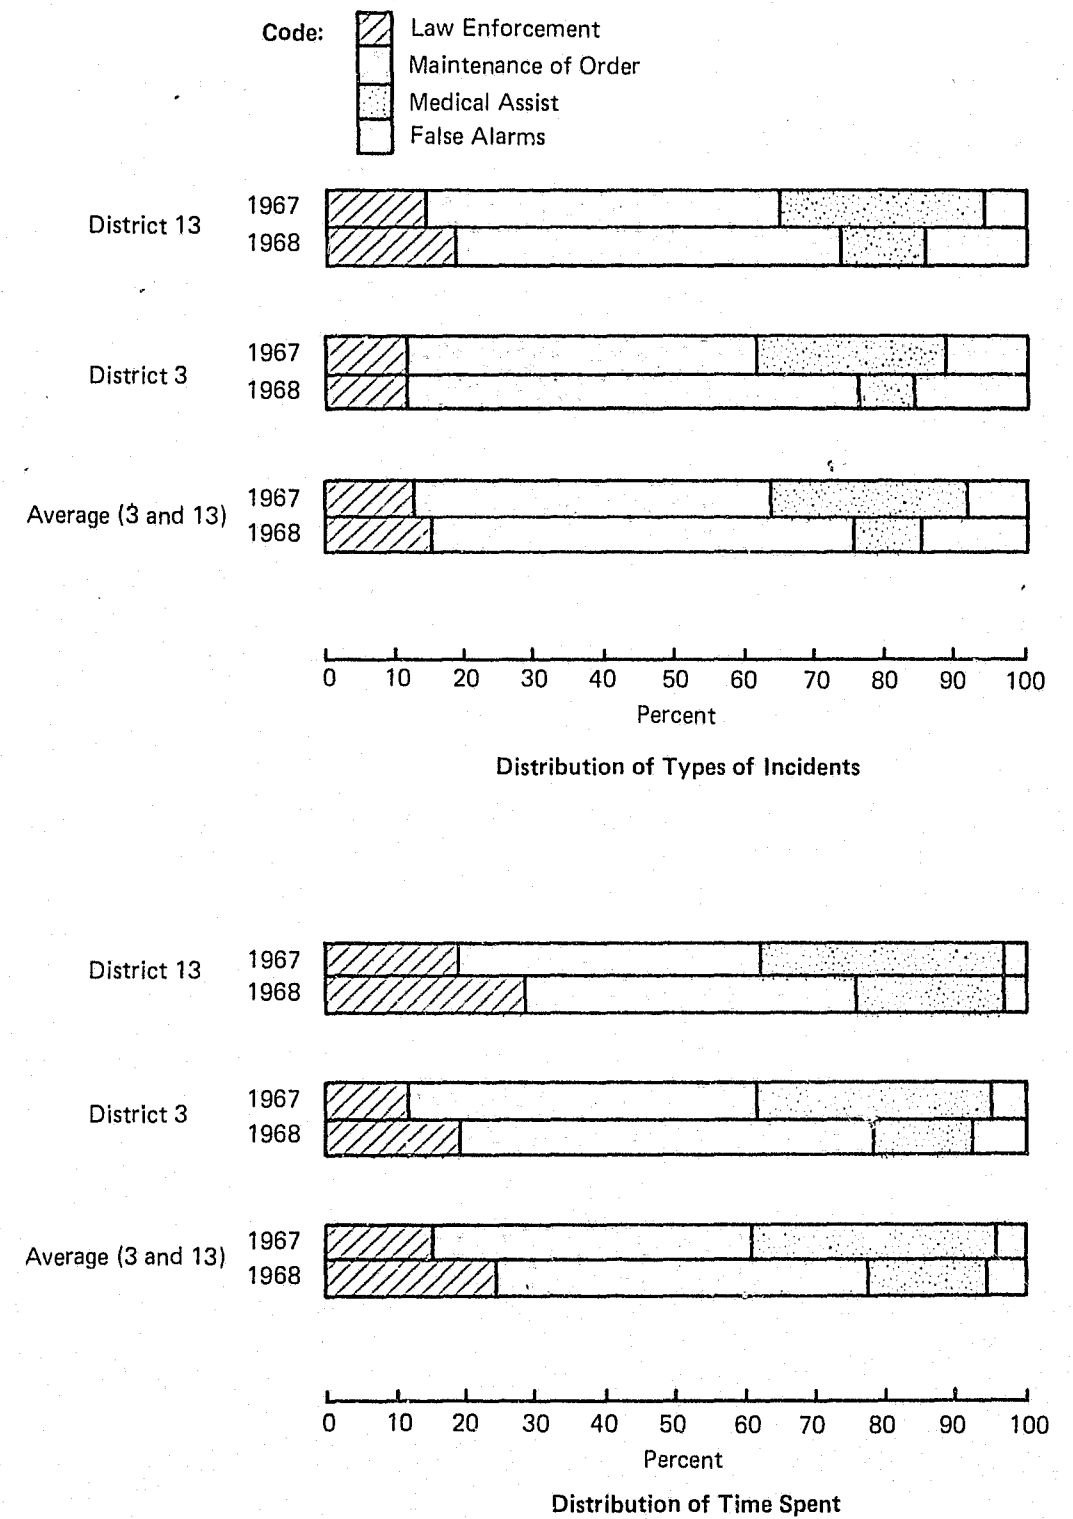 Code:
Law Enforcement
Maintenance of Order
Medical Assist
False Alarms
District 13
1967
1968
District 3
1967
1968
Average (3 and 13)
1967
1968
0 10 20 30 40 50 60 70 80 90 100
Percent
Distribution of Types of Incidents
District 13
1967
1968
District 3
1967
1968
Average (3 and 13)
1967
1968
0 10 20 30 40 50 60 70 80 90 100
Percent
Distribution of Time Spent